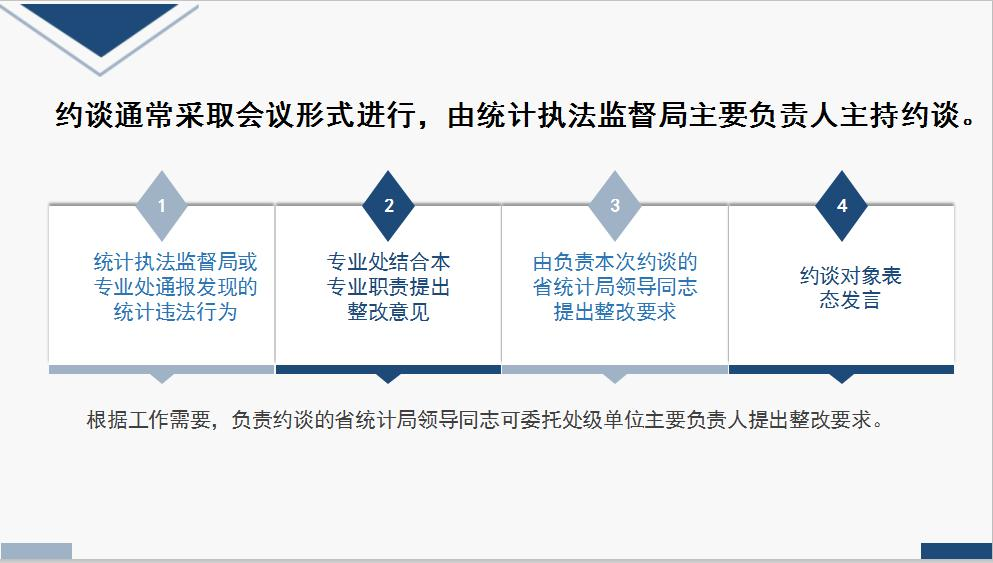 约谈通常采取会议形式进行，由统计执法监督局主要负责人主持约谈。
1
统计执法监督局或
专业处通报发现的
统计违法行为
2
专业处结合本
专业职责提出
整改意见
3
由负责本次约谈的
省统计局领导同志
提出整改要求
4
约谈对象表
态发言
根据工作需要，负责约谈的省统计局领导同志可委托处级单位主要负责人提出整改要求。